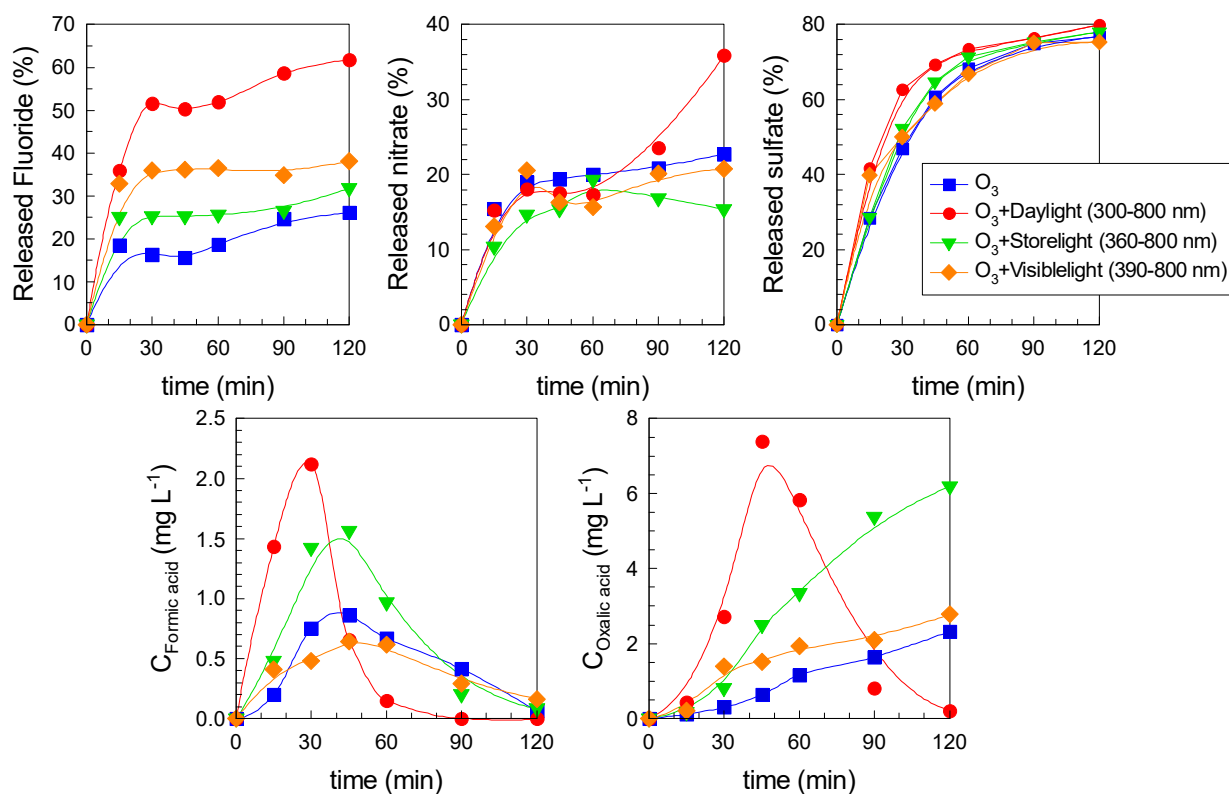 Released Fluoride (%)
70
60
50
40
30
20
10
0
0 30 60 90 120
time (min)
Released nitrate (%)
40
30
20
10
0
0 30 60 90 120
time (min)
Released sulfate (%)
80
60
40
20
0
0 30 60 90 120
time (min)
O₃
O₃+Daylight (300-800 nm)
O₃+Storelight (360-800 nm)
O₃+Visiblelight (390-800 nm)
C_Formic acid (mg L⁻¹)
2.5
2.0
1.5
1.0
0.5
0.0
0 30 60 90 120
time (min)
C_Oxalic acid (mg L⁻¹)
8
6
4
2
0
0 30 60 90 120
time (min)